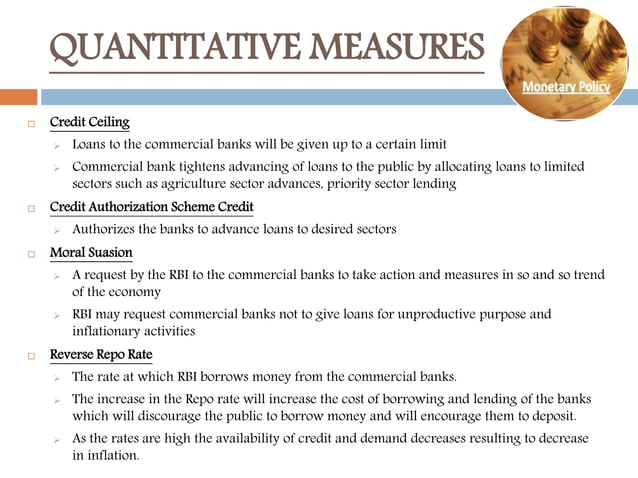 QUANTITATIVE MEASURES
Monetary Policy
Credit Ceiling
Loans to the commercial banks will be given up to a certain limit
Commercial bank tightens advancing of loans to the public by allocating loans to limited
sectors such as agriculture sector advances, priority sector lending
Credit Authorization Scheme Credit
Authorizes the banks to advance loans to desired sectors
Moral Suasion
A request by the RBI to the commercial banks to take action and measures in so and so trend
of the economy
RBI may request commercial banks not to give loans for unproductive purpose and
inflationary activities
Reverse Repo Rate
The rate at which RBI borrows money from the commercial banks.
The increase in the Repo rate will increase the cost of borrowing and lending of the banks
which will discourage the public to borrow money and will encourage them to deposit.
As the rates are high the availability of credit and demand decreases resulting to decrease
in inflation.